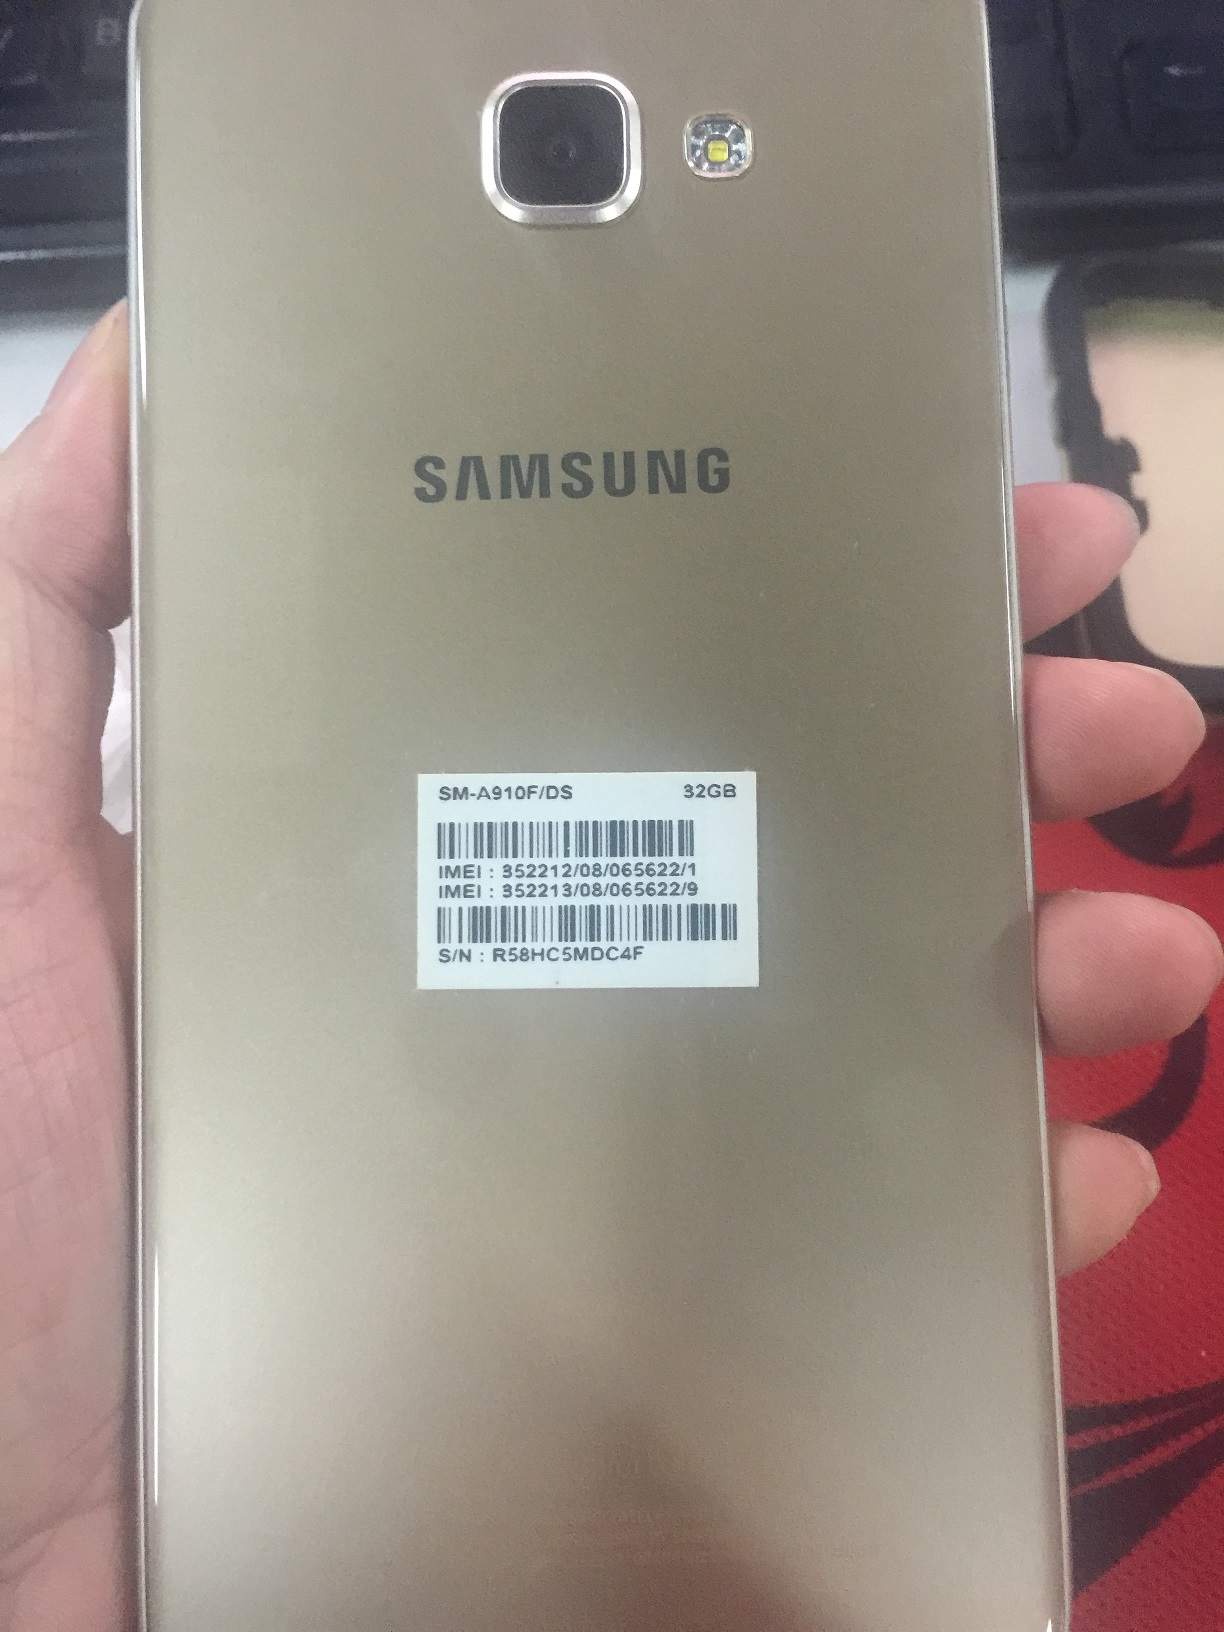 B
SAMSUNG
SM-A910F/DS 32GB
IMEI : 352212/08/065622/1
IMEI : 352213/08/065622/9
S/N : R58HC5MDC4F